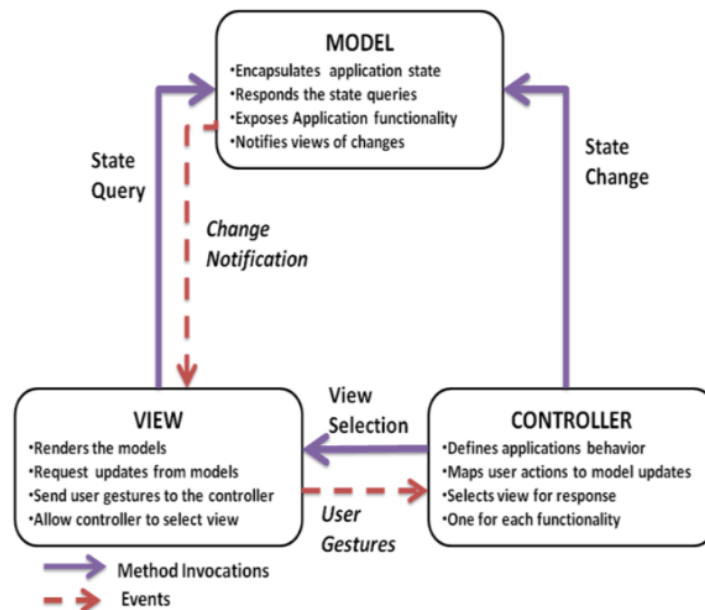 MODEL
•Encapsulates application state
•Responds the state queries
•Exposes Application functionality
•Notifies views of changes
State
Query
State
Change
Change
Notification
VIEW
•Renders the models
•Request updates from models
•Send user gestures to the controller
•Allow controller to select view
View
Selection
User
Gestures
CONTROLLER
•Defines applications behavior
•Maps user actions to model updates
•Selects view for response
•One for each functionality
Method Invocations
Events